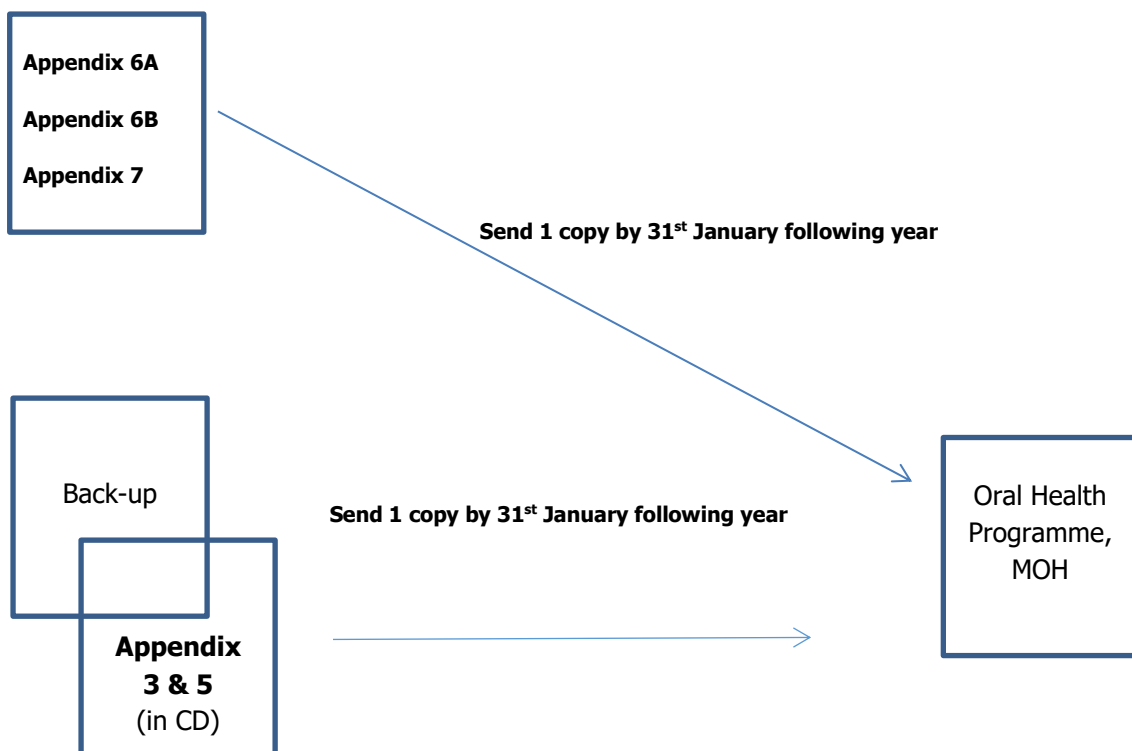 Appendix 6A
Appendix 6B
Appendix 7
Send 1 copy by 31st January following year
Back-up
Send 1 copy by 31st January following year
Oral Health
Programme,
MOH
Appendix
3 & 5
(in CD)